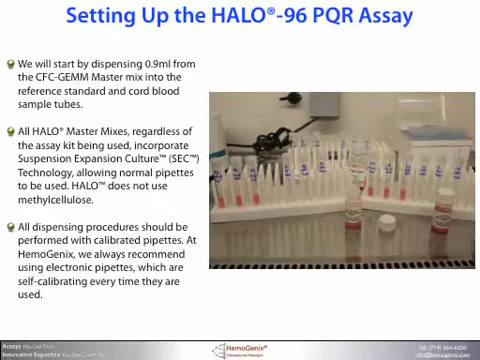 Setting Up the HALO®-96 PQR Assay
We will start by dispensing 0.9ml from
the CFC-GEMM Master mix into the
reference standard and cord blood
sample tubes.
All HALO® Master Mixes, regardless of
the assay kit being used, incorporate
Suspension Expansion Culture™ (SEC™)
Technology, allowing normal pipettes
to be used. HALO™ does not use
methylcellulose.
All dispensing procedures should be
performed with calibrated pipettes. At
HemoGenix, we always recommend
using electronic pipettes, which are
self-calibrating every time they are
used.
Assays You Can Trust
Innovative Expertise You Can Count On
HemoGenix®
Tel: (719) 264-6250
info@hemogenix.com